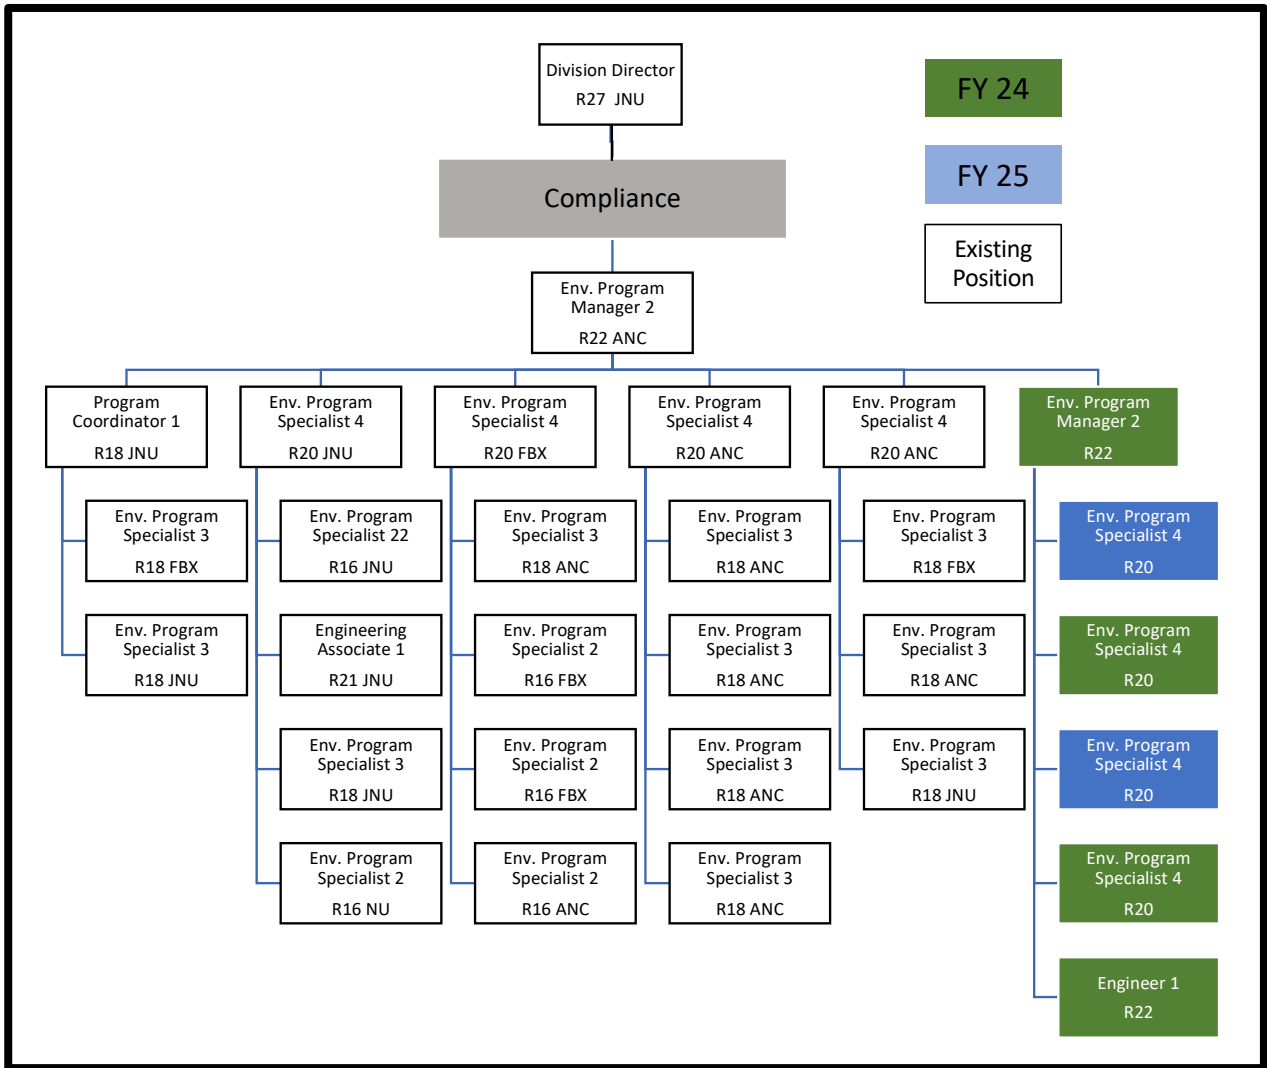 Division Director
R27 JNU
FY 24
FY 25
Existing
Position
Compliance
Env. Program
Manager 2
R22 ANC
Program
Coordinator 1
R18 JNU
Env. Program
Specialist 3
R18 FBX
Env. Program
Specialist 3
R18 JNU
Env. Program
Specialist 4
R20 JNU
Env. Program
Specialist 22
R16 JNU
Engineering
Associate 1
R21 JNU
Env. Program
Specialist 3
R18 JNU
Env. Program
Specialist 2
R16 NU
Env. Program
Specialist 4
R20 FBX
Env. Program
Specialist 3
R18 ANC
Env. Program
Specialist 2
R16 FBX
Env. Program
Specialist 2
R16 FBX
Env. Program
Specialist 2
R16 ANC
Env. Program
Specialist 4
R20 ANC
Env. Program
Specialist 3
R18 ANC
Env. Program
Specialist 3
R18 ANC
Env. Program
Specialist 3
R18 ANC
Env. Program
Specialist 3
R18 ANC
Env. Program
Specialist 4
R20 ANC
Env. Program
Specialist 3
R18 FBX
Env. Program
Specialist 3
R18 ANC
Env. Program
Specialist 3
R18 JNU
Env. Program
Manager 2
R22
Env. Program
Specialist 4
R20
Env. Program
Specialist 4
R20
Env. Program
Specialist 4
R20
Env. Program
Specialist 4
R20
Engineer 1
R22